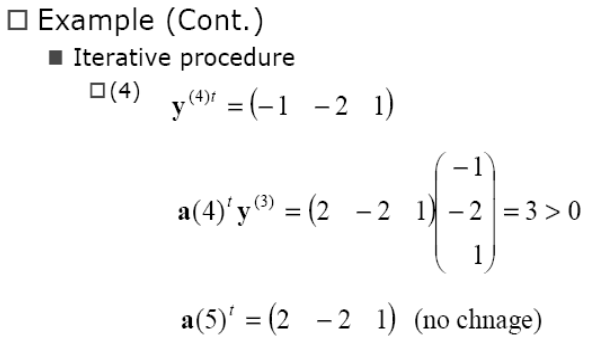 □ Example (Cont.)
■ Iterative procedure
□ (4) y^(4)t = (−1 −2 1)
a(4)^t y^(3) = (2 −2 1) (−1 −2 1) = 3 > 0
a(5)^t = (2 −2 1) (no chnage)